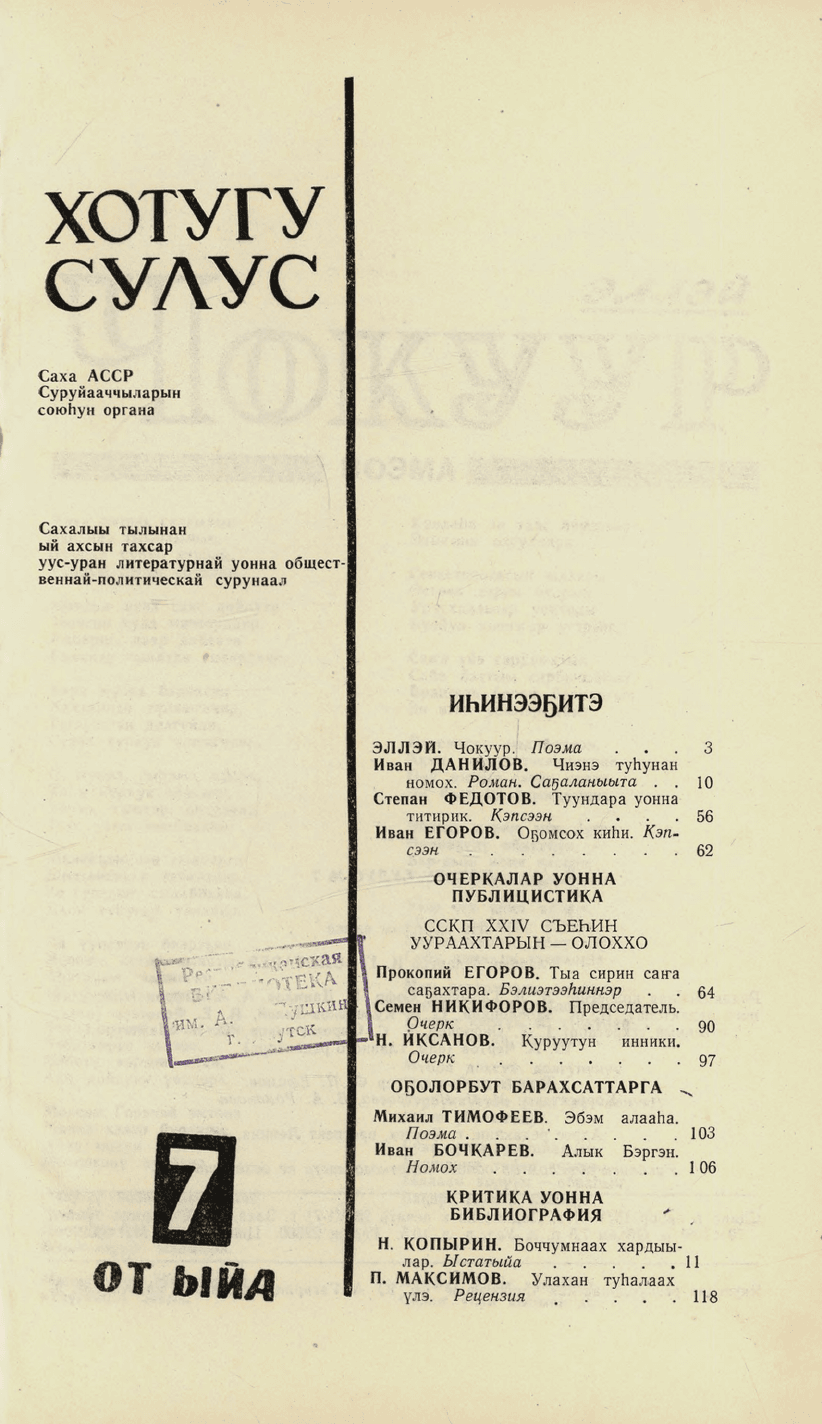 ХОТУГУ
СУЛУС
Саха АССР
Суруйааччыларын
союһун органа
Сахалыы тылынан
ый ахсын тахсар
уус-уран литературнай уонна общест-
веннай-политическай сурунаал
БИБЛИОТЕКА
им. А. Пушкин
г.
7
ОТ ЫЙА
ИҺИНЭЭҔИТЭ
ЭЛЛЭЙ. Чокуур. Поэма . . . 3
Иван ДАНИЛОВ. Чиэнэ туһунан
номох. Роман. Саҕаланыыта . . 10
Степан ФЕДОТОВ. Туундара уонна
титирик. Кэпсээн . . . . 56
Иван ЕГОРОВ. Оҕомсох киһи. Кэп-
сээн . . . . . . . . 62
ОЧЕРКАЛАР УОННА
ПУБЛИЦИСТИКА
ССКП XXIV СЪЕҺИН
УУРААХТАРЫН — ОЛОХХО
Прокопий ЕГОРОВ. Тыа сирин саҥа
саҕахтара. Бэлиэтээһиннэр . . 64
Семен НИКИФОРОВ. Председатель.
Очерк . . . . . . . 90
Н. ИКСАНОВ. Куруутун инники.
Очерк . . . . . . . 97
ОҔОЛОРБУТ БАРАХСАТТАРГА
Михаил ТИМОФЕЕВ. Эбэм алааһа.
Поэма . . . . . . . . 103
Иван БОЧКАРЕВ. Алык Бэргэн.
Номох . . . . . . . 106
КРИТИКА УОННА
БИБЛИОГРАФИЯ
Н. КОПЫРИН. Боччумнаах хардыы-
лар. Ыстатыйа . . . . . 11
П. МАКСИМОВ. Улахан туһалаах
үлэ. Рецензия . . . . . 118